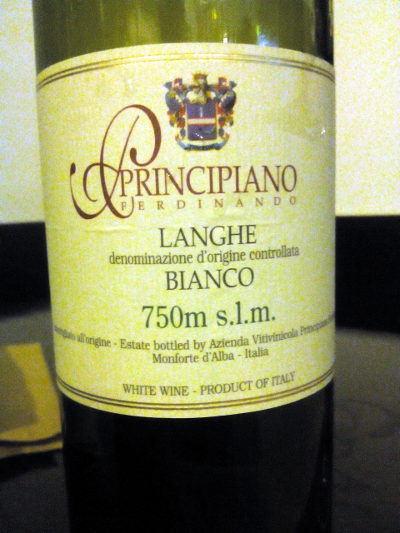 PRINCIPIANO
FERDINANDO
LANGHE
denominazione d'origine controllata
BIANCO
750m s.l.m.
all'origine - Estate bottled by Azienda Vitivinicola Principiano
Monforte d'Alba - Italia
WHITE WINE - PRODUCT OF ITALY